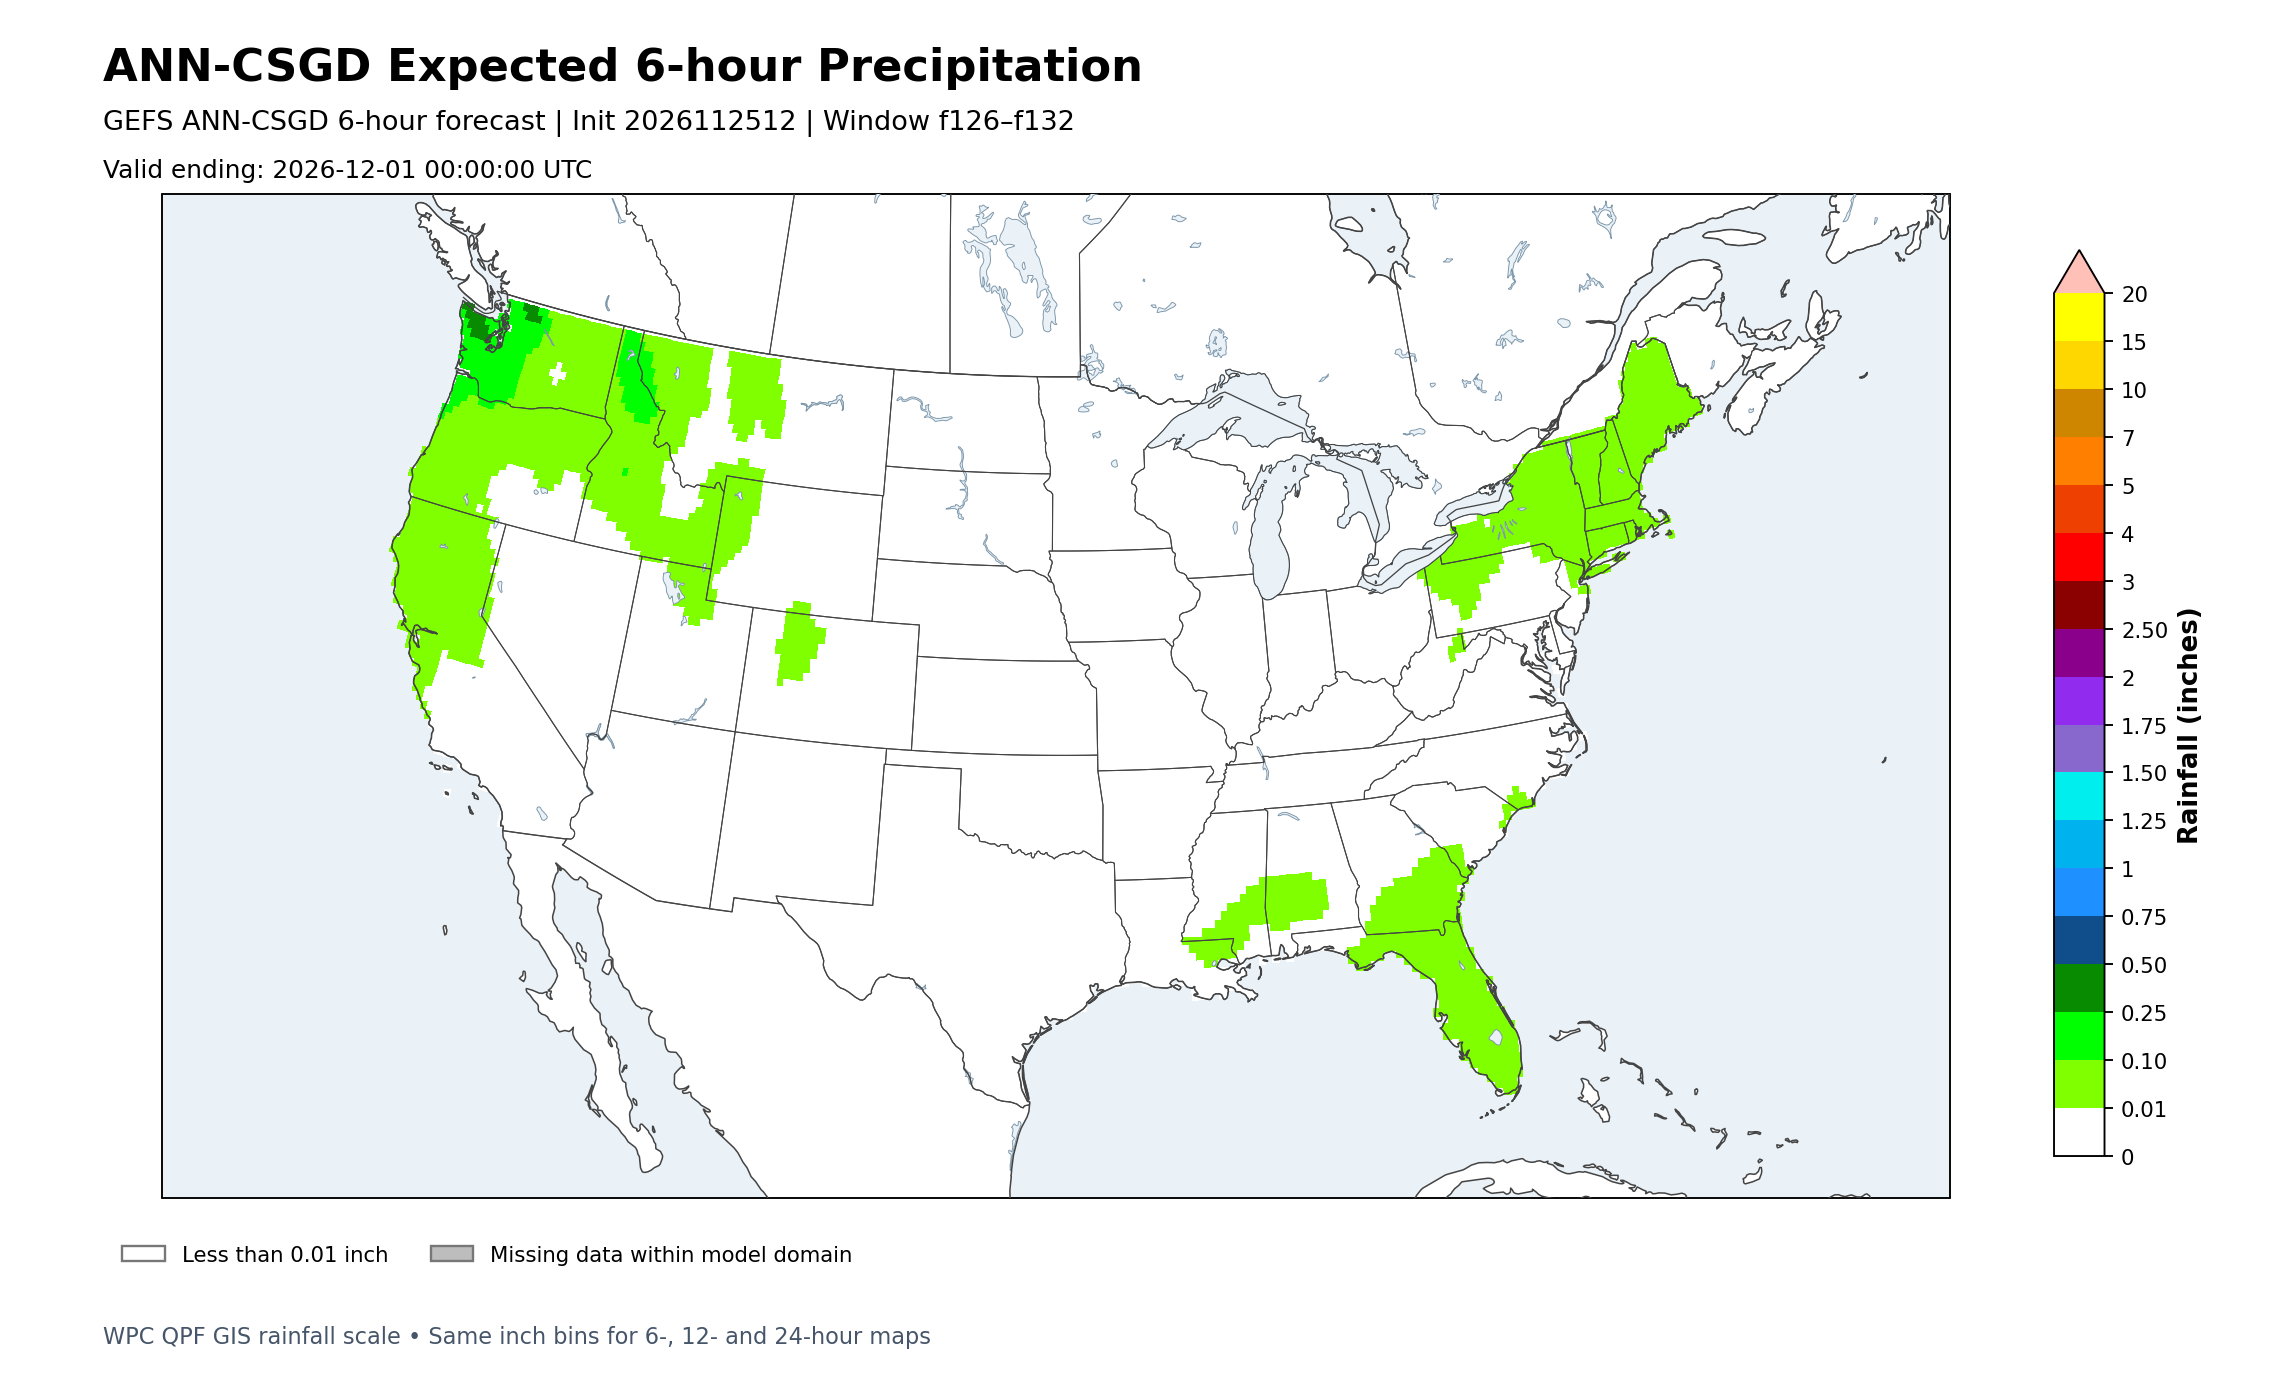 ANN-CSGD Expected 6-hour Precipitation
GEFS ANN-CSGD 6-hour forecast | Init 2026112512 | Window f126–f132
Valid ending: 2026-12-01 00:00:00 UTC
20
15
10
7
5
4
3
2.50
2
1.75
1.50
1.25
1
0.75
0.50
0.25
0.10
0.01
0
Rainfall (inches)
Less than 0.01 inch
Missing data within model domain
WPC QPF GIS rainfall scale • Same inch bins for 6-, 12- and 24-hour maps